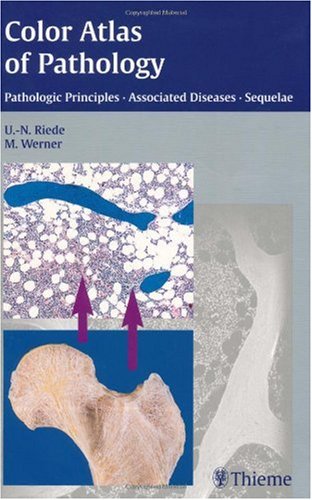 Color Atlas
of Pathology
Pathologic Principles · Associated Diseases · Sequelae
U.-N. Riede
M. Werner
Thieme